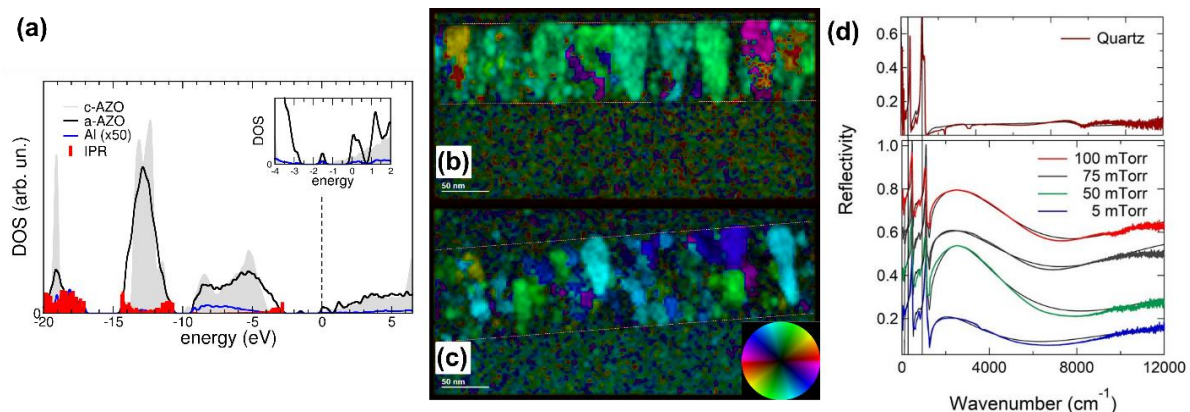 (a)
c-AZO
a-AZO
Al (x50)
IPR
DOS (arb. un.)
DOS
0
-4 -3 -2 -1 0 1 2
energy
0
-20 -15 -10 -5 0 5
energy (eV)
(b)
50 nm
(c)
50 nm
(d)
Quartz
0.6
0.4
0.2
Reflectivity
100 mTorr
75 mTorr
50 mTorr
5 mTorr
1.0
0.8
0.6
0.4
0.2
0 4000 8000 12000
Wavenumber (cm⁻¹)